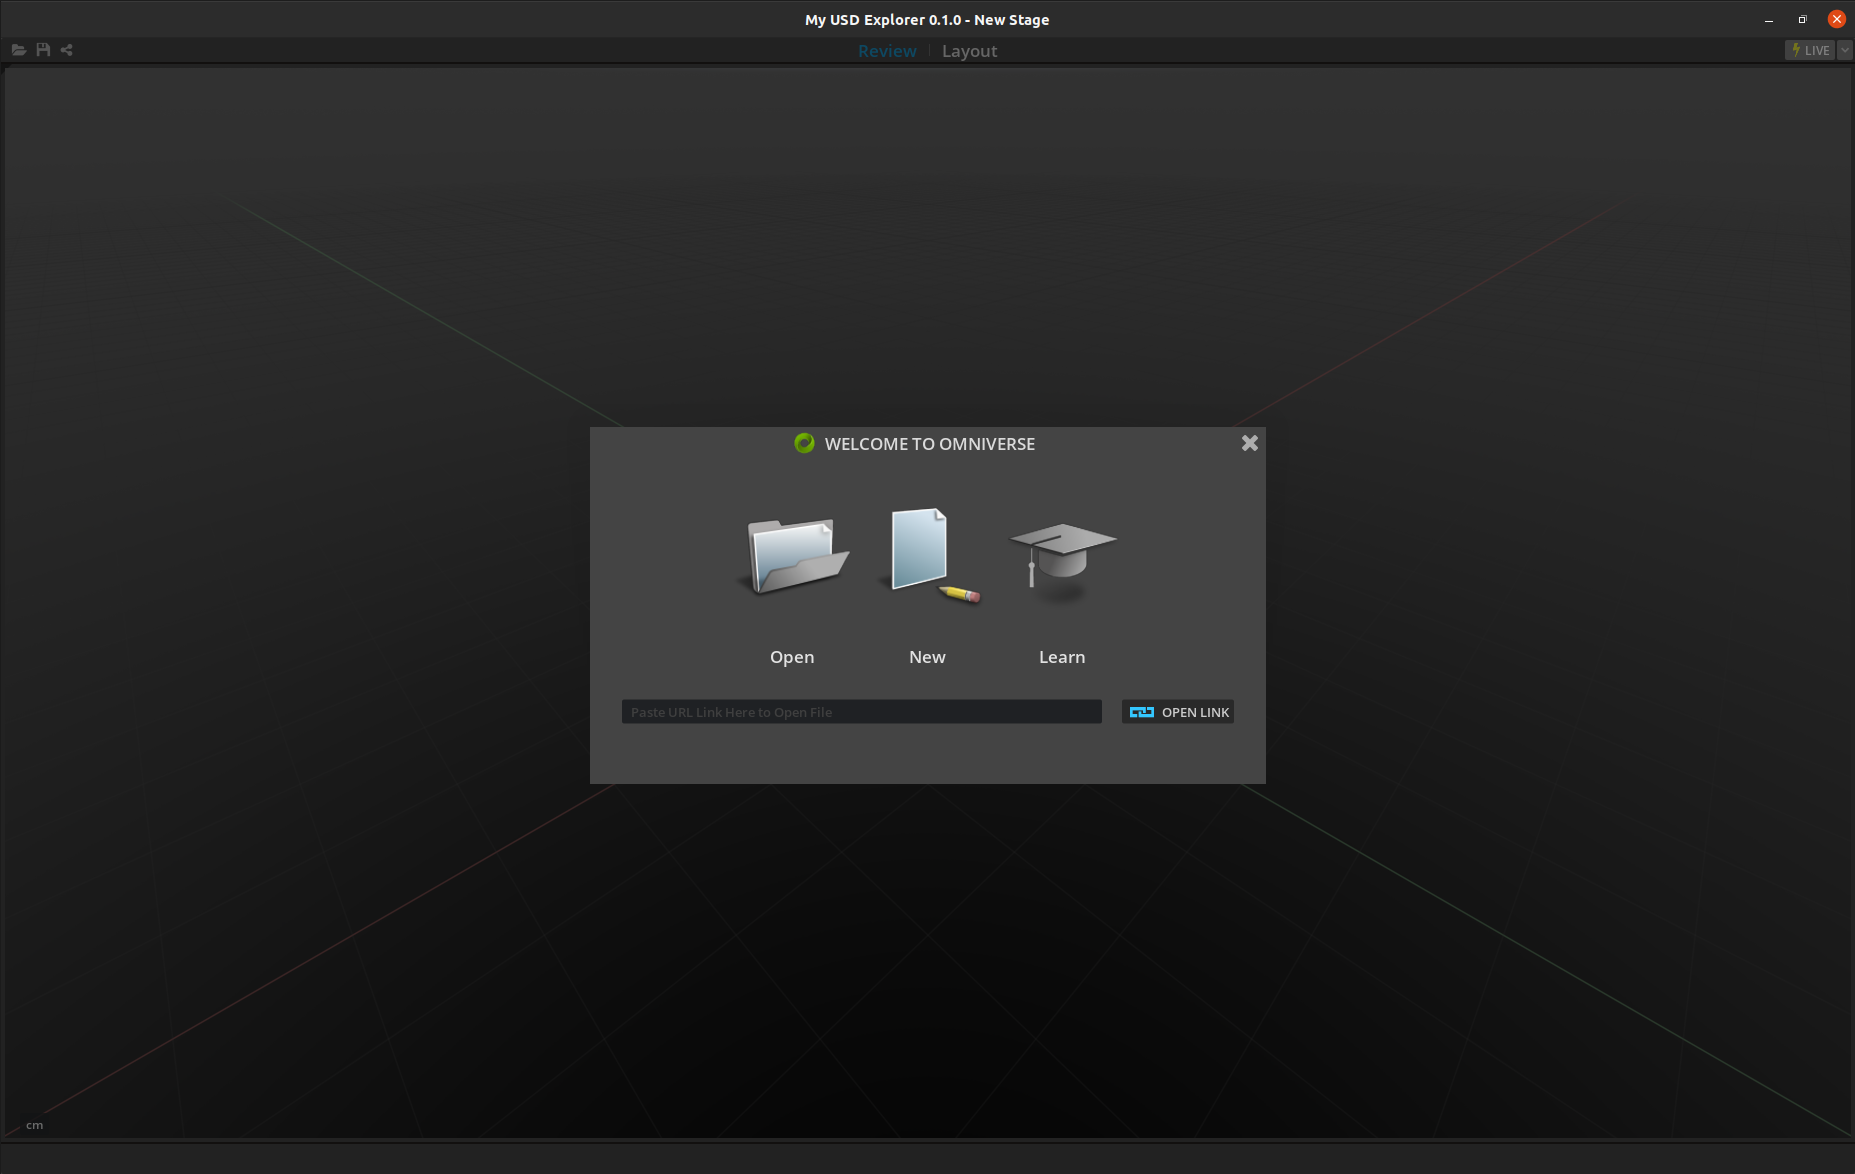 My USD Explorer 0.1.0 - New Stage
Review | Layout
LIVE
WELCOME TO OMNIVERSE
Open New Learn
Paste URL Link Here to Open File
OPEN LINK
cm